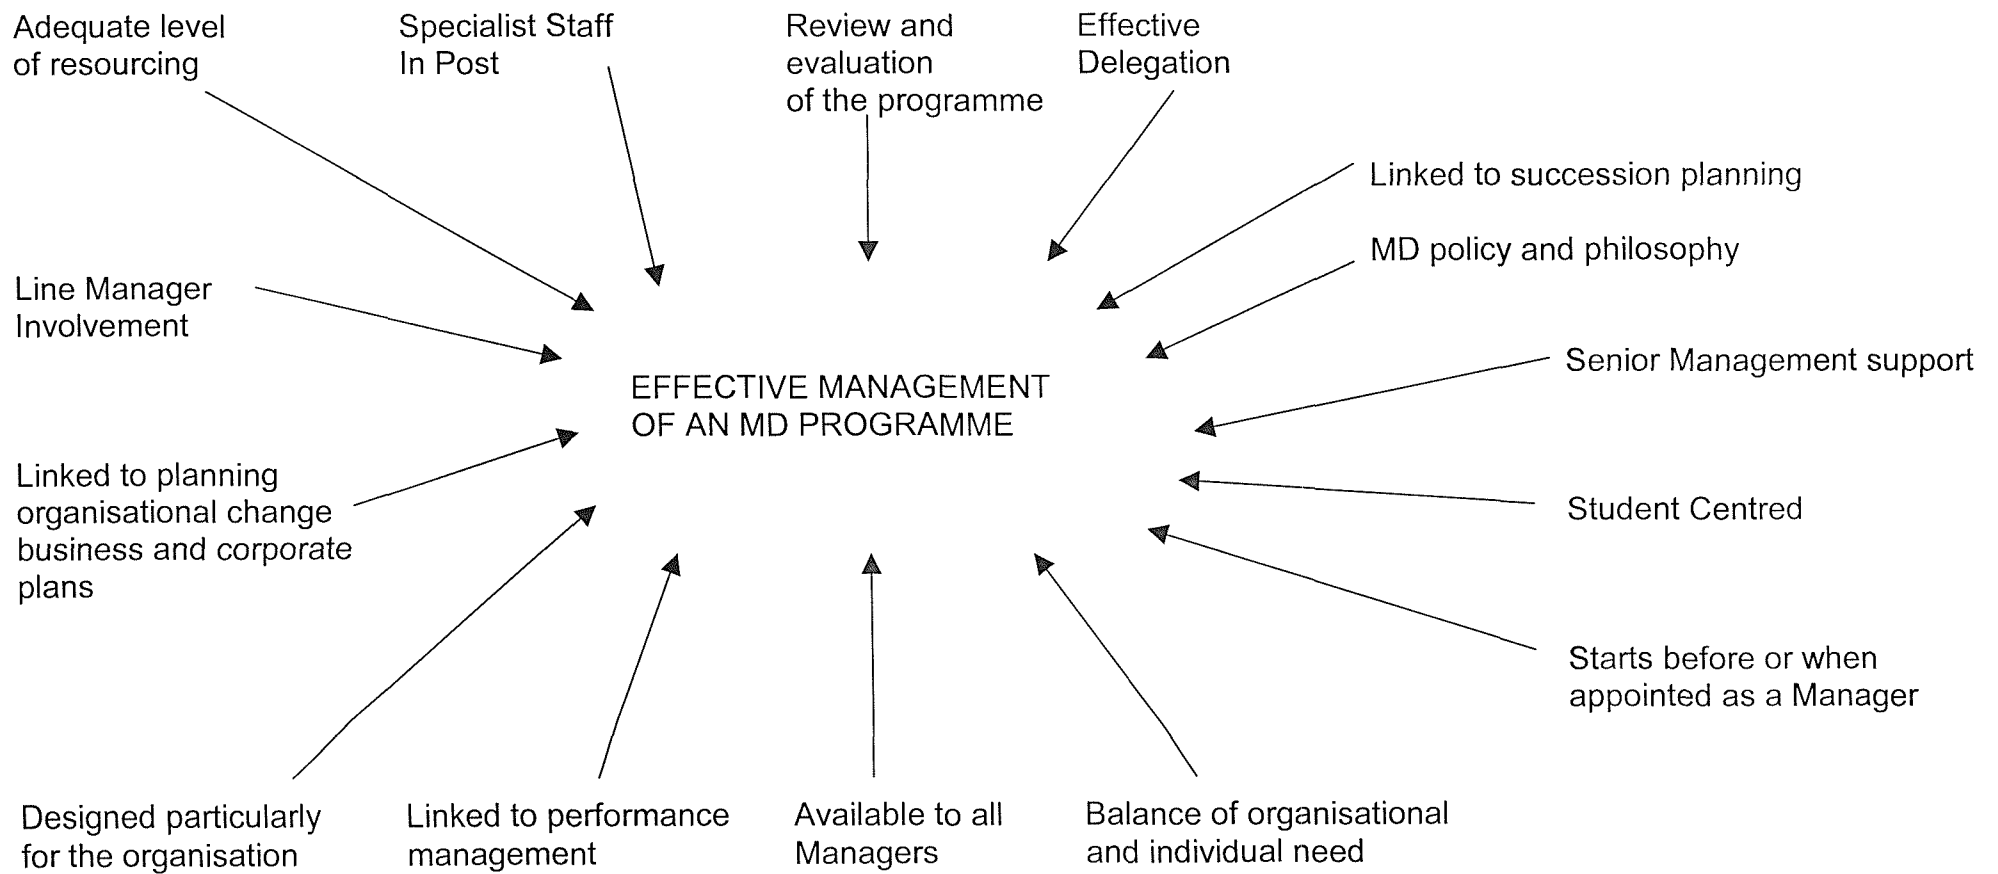 Adequate level
of resourcing
Specialist Staff
In Post
Review and
evaluation
of the programme
Effective
Delegation
Linked to succession planning
MD policy and philosophy
Line Manager
Involvement
Senior Management support
EFFECTIVE MANAGEMENT
OF AN MD PROGRAMME
Linked to planning
organisational change
business and corporate
plans
Student Centred
Starts before or when
appointed as a Manager
Designed particularly
for the organisation
Linked to performance
management
Available to all
Managers
Balance of organisational
and individual need